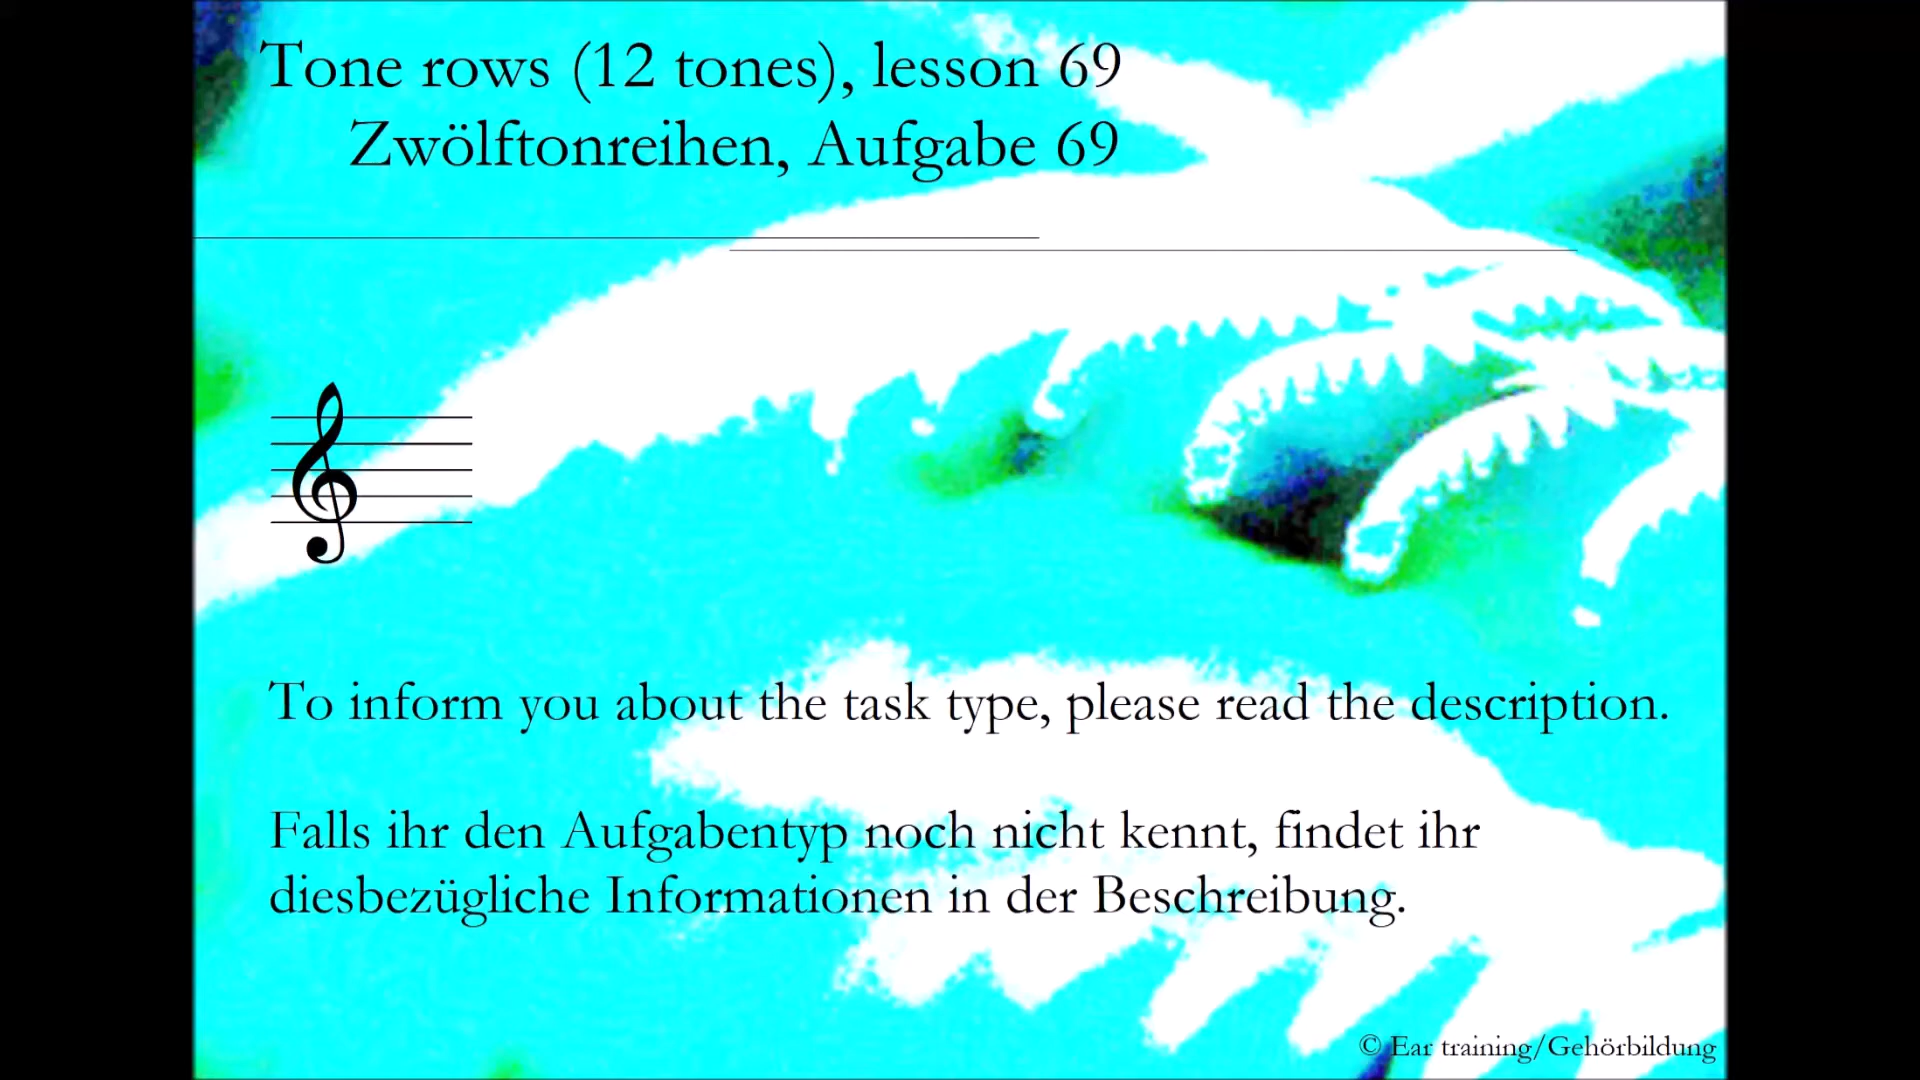 Tone rows (12 tones), lesson 69
Zwölftonreihen, Aufgabe 69
To inform you about the task type, please read the description.
Falls ihr den Aufgabentyp noch nicht kennt, findet ihr
diesbezügliche Informationen in der Beschreibung.
© Ear training/Gehörbildung